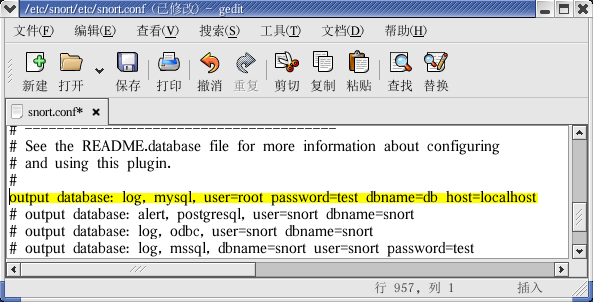 /etc/snort/etc/snort.conf (已修改) - gedit
文件(F) 编辑(E) 查看(V) 搜索(S) 工具(T) 文档(D) 帮助(H)
新建 打开 保存 打印 撤消 重复 剪切 复制 粘贴 查找 替换
snort.conf*
# ---------------------------------------
# See the README.database file for more information about configuring
# and using this plugin.
#
output database: log, mysql, user=root password=test dbname=db host=localhost
# output database: alert, postgresql, user=snort dbname=snort
# output database: log, odbc, user=snort dbname=snort
# output database: log, mssql, dbname=snort user=snort password=test
行 957, 列 1 插入